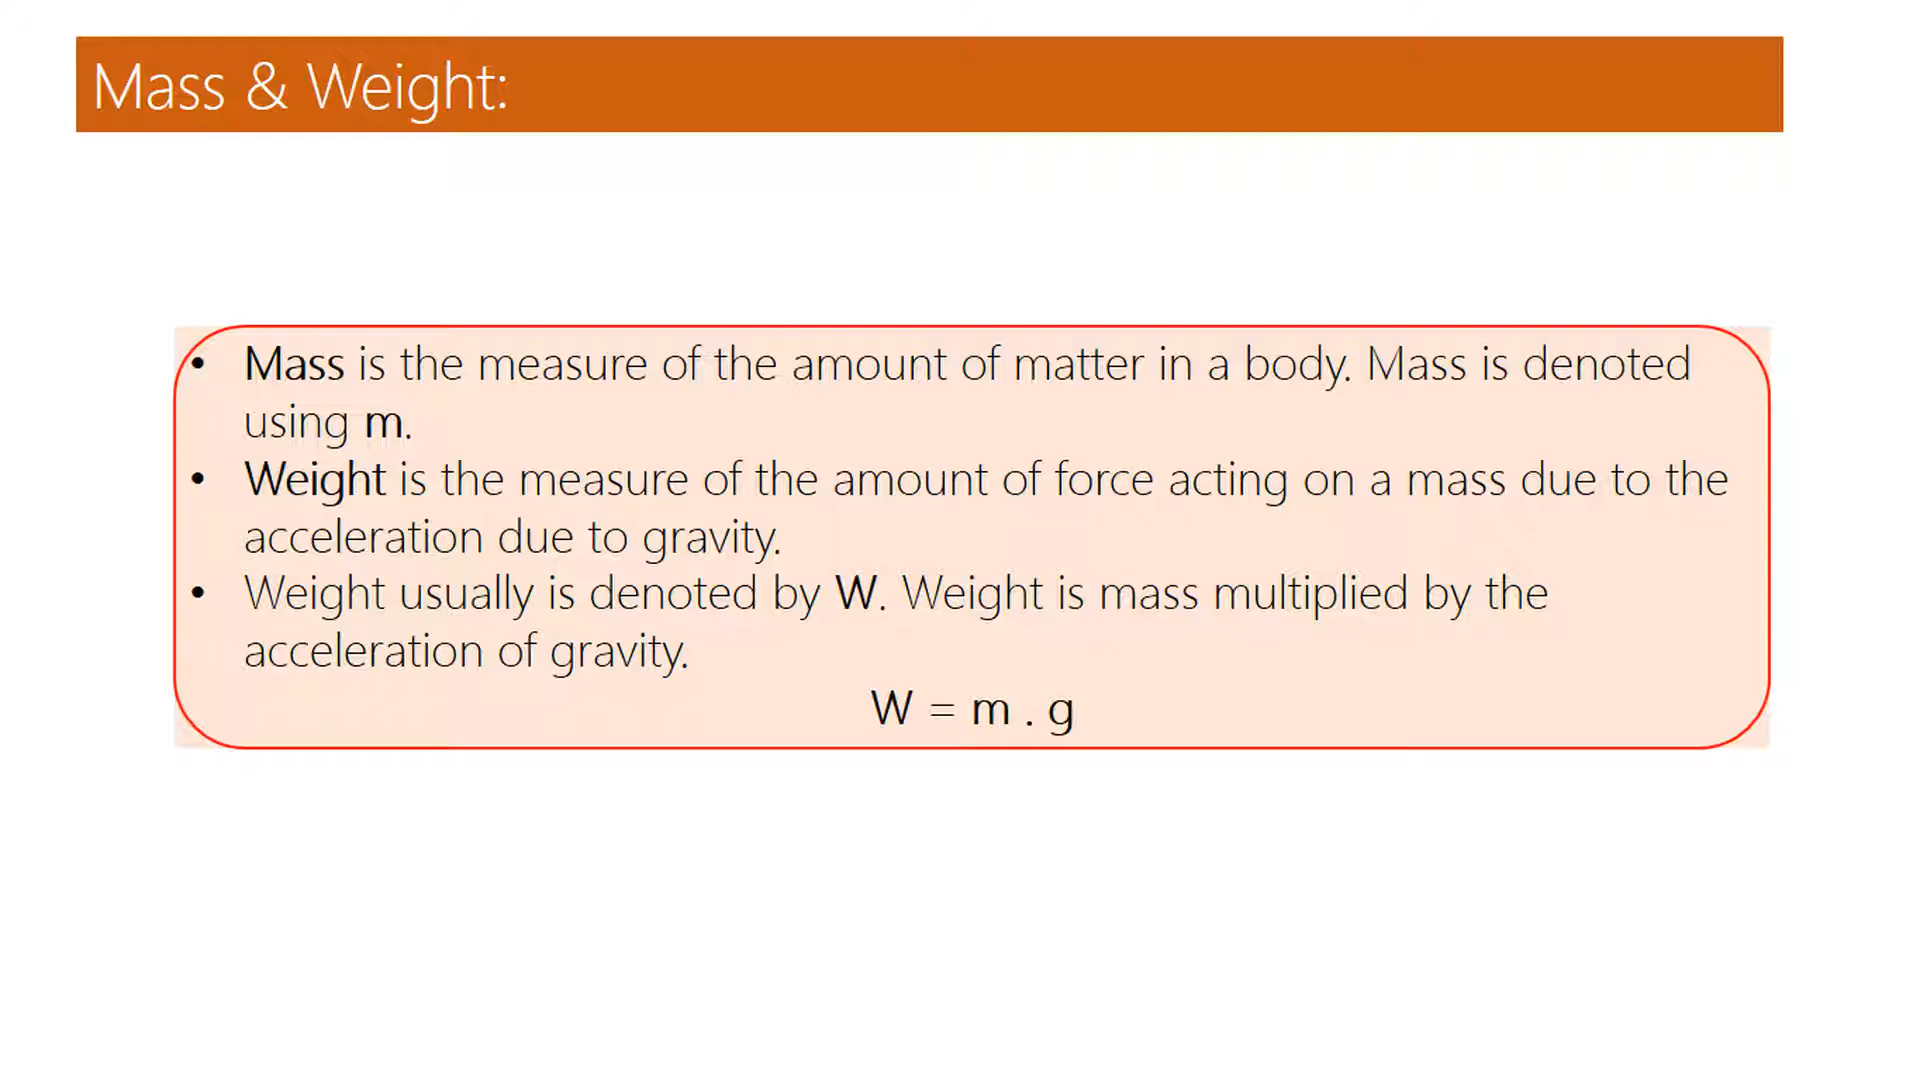 Mass & Weight:
• Mass is the measure of the amount of matter in a body. Mass is denoted
using m.
• Weight is the measure of the amount of force acting on a mass due to the
acceleration due to gravity.
• Weight usually is denoted by W. Weight is mass multiplied by the
acceleration of gravity.
W = m . g